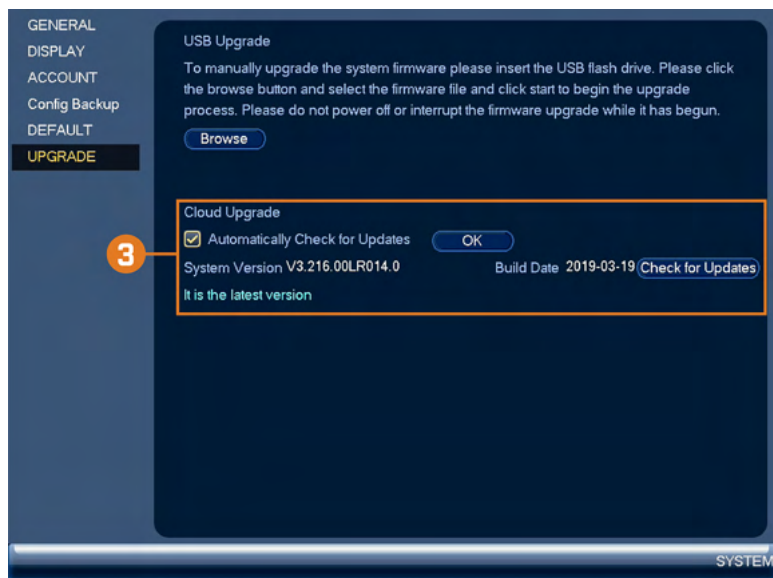 GENERAL
DISPLAY
ACCOUNT
Config Backup
DEFAULT
UPGRADE
USB Upgrade
To manually upgrade the system firmware please insert the USB flash drive. Please click
the browse button and select the firmware file and click start to begin the upgrade
process. Please do not power off or interrupt the firmware upgrade while it has begun.
Browse
3
Cloud Upgrade
Automatically Check for Updates OK
System Version V3.216.00LR014.0 Build Date 2019-03-19 Check for Updates
It is the latest version
SYSTEM